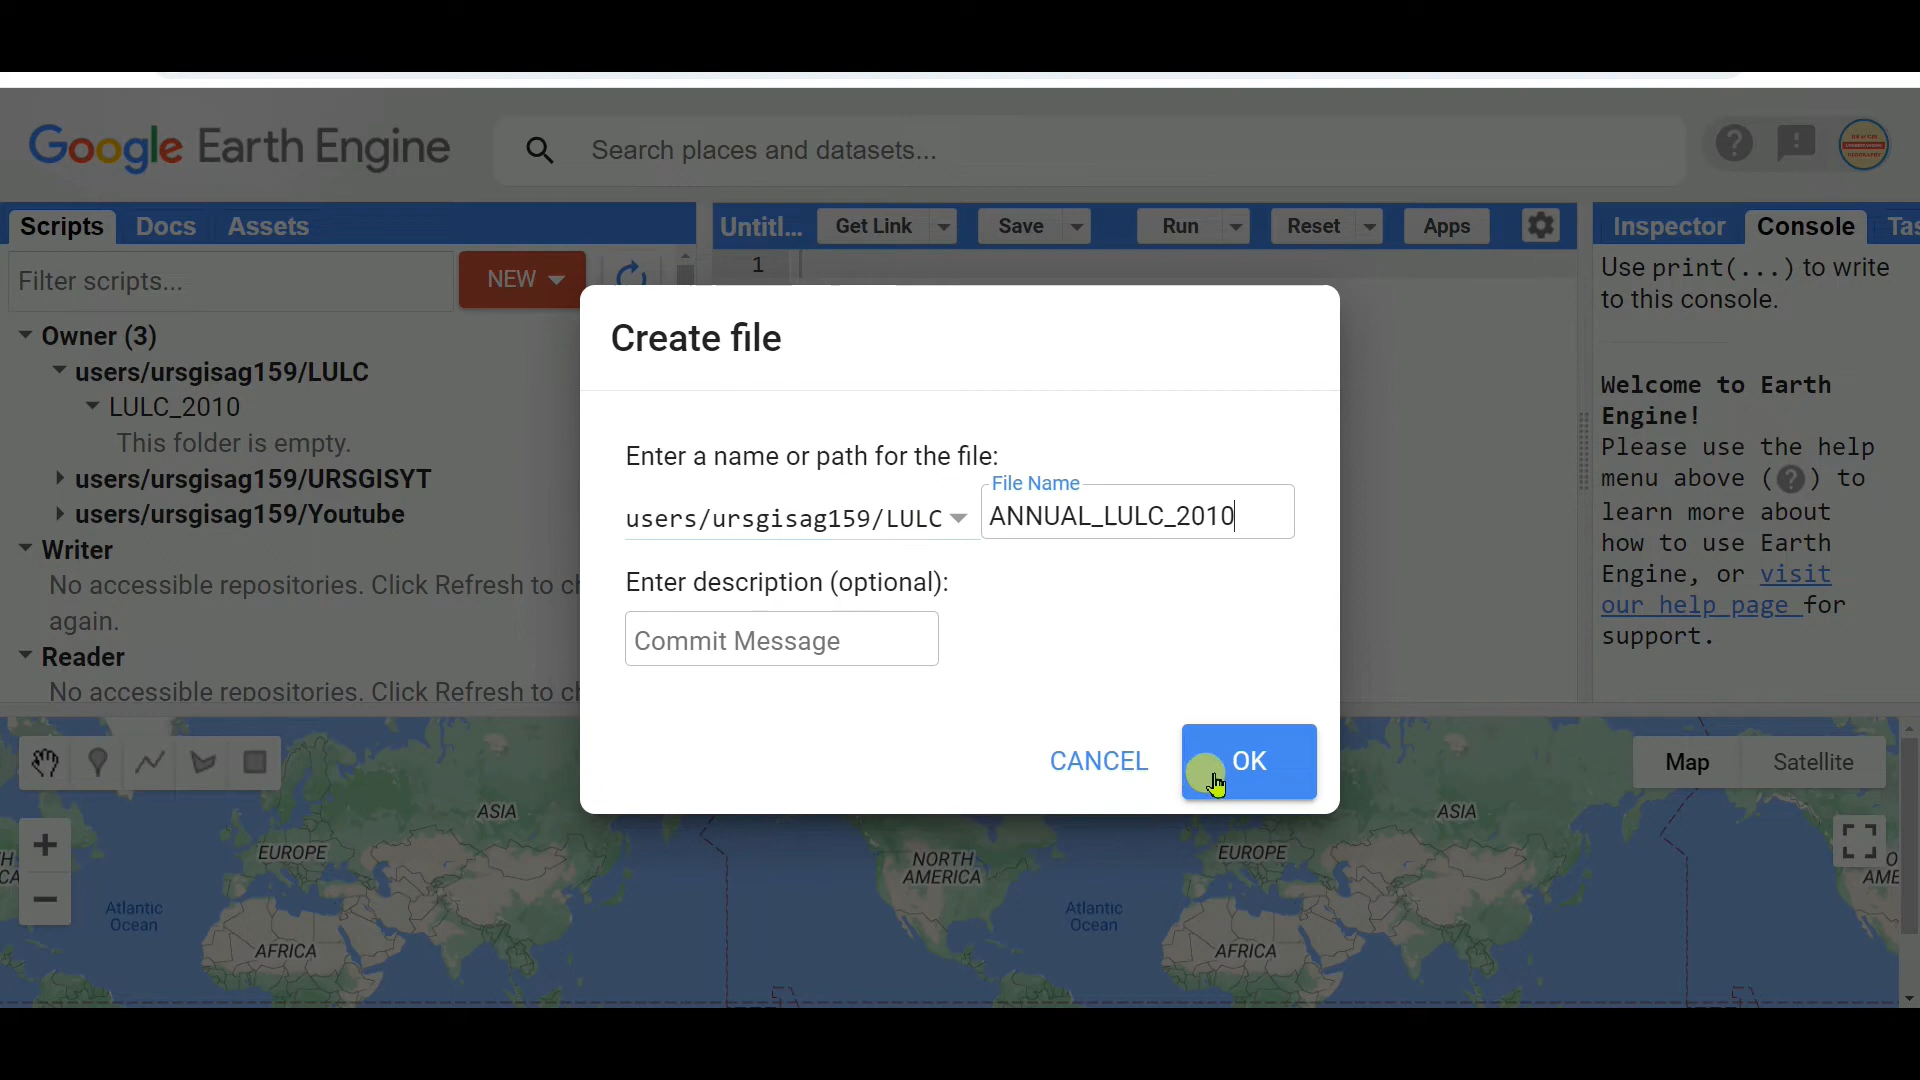 Google Earth Engine
Search places and datasets...
Scripts Docs Assets
Filter scripts...
NEW
Owner (3)
users/ursgisag159/LULC
LULC_2010
This folder is empty.
users/ursgisag159/URSGISYT
users/ursgisag159/Youtube
Writer
No accessible repositories. Click Refresh to
again.
Reader
No accessible repositories. Click Refresh to
Untitl... Get Link Save Run Reset Apps
1
Inspector Console
Use print(...) to write
to this console.
Welcome to Earth
Engine!
Please use the help
menu above (?) to
learn more about
how to use Earth
Engine, or visit
our help page for
support.
Create file
Enter a name or path for the file:
File Name
users/ursgisag159/LULC ANNUAL_LULC_2010
Enter description (optional):
Commit Message
CANCEL OK
Map Satellite
ASIA
EUROPE
Atlantic
Ocean
AFRICA
NORTH
AMERICA
Atlantic
Ocean
ASIA
EUROPE
AFRICA